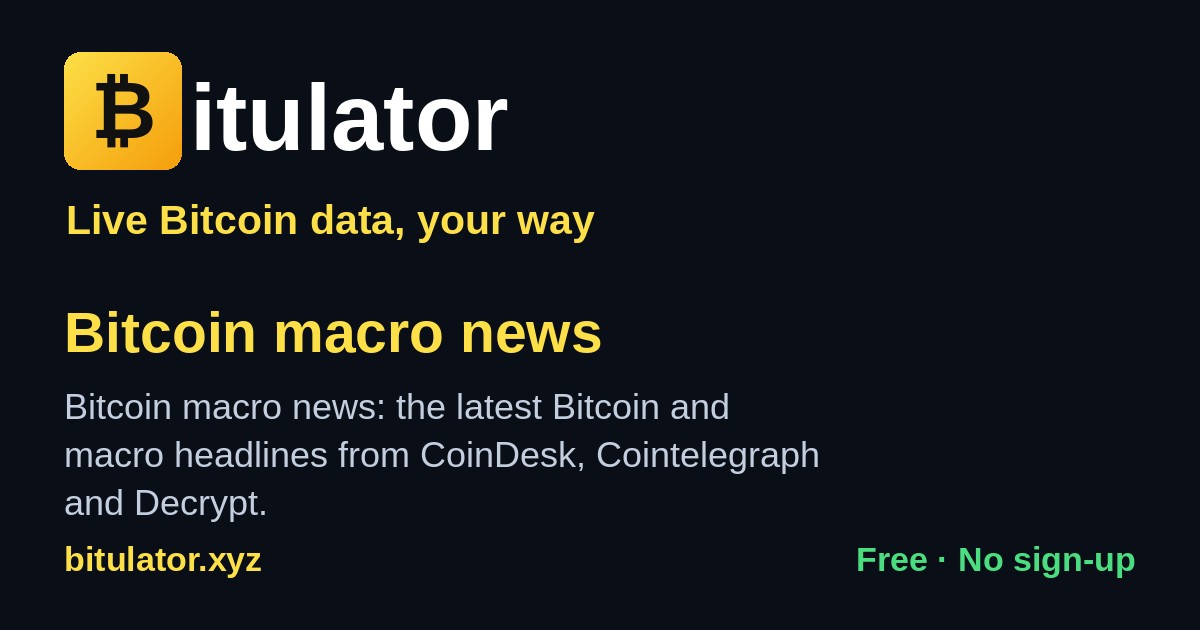 ₿itulator
Live Bitcoin data, your way
Bitcoin macro news
Bitcoin macro news: the latest Bitcoin and
macro headlines from CoinDesk, Cointelegraph
and Decrypt.
bitulator.xyz
Free · No sign-up